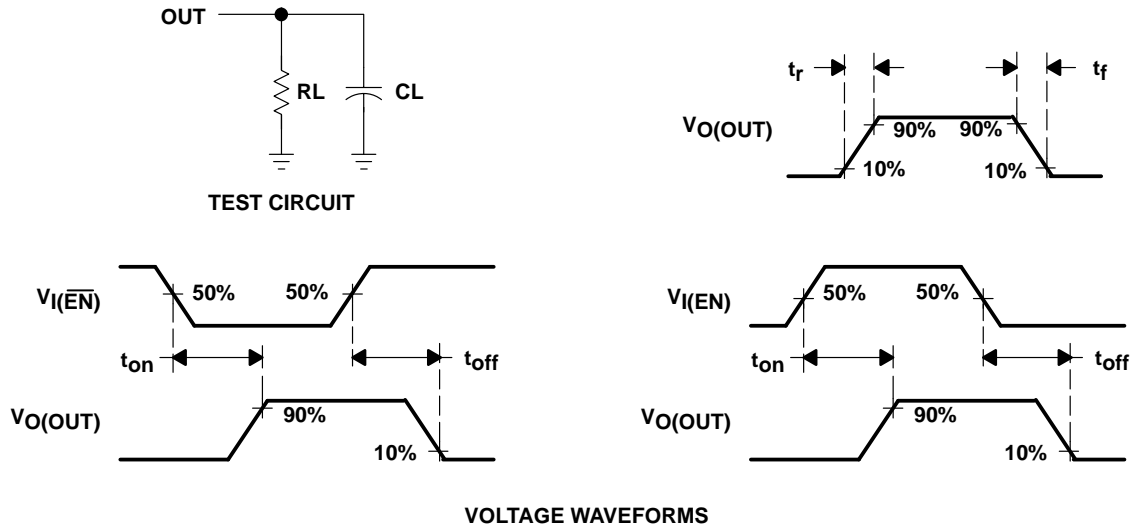 OUT
RL
CL
TEST CIRCUIT
tr
tf
VO(OUT)
90%
90%
10%
10%
VI(E̅N̅)
50%
50%
ton
toff
VO(OUT)
90%
10%
VI(EN)
50%
50%
ton
toff
VO(OUT)
90%
10%
VOLTAGE WAVEFORMS